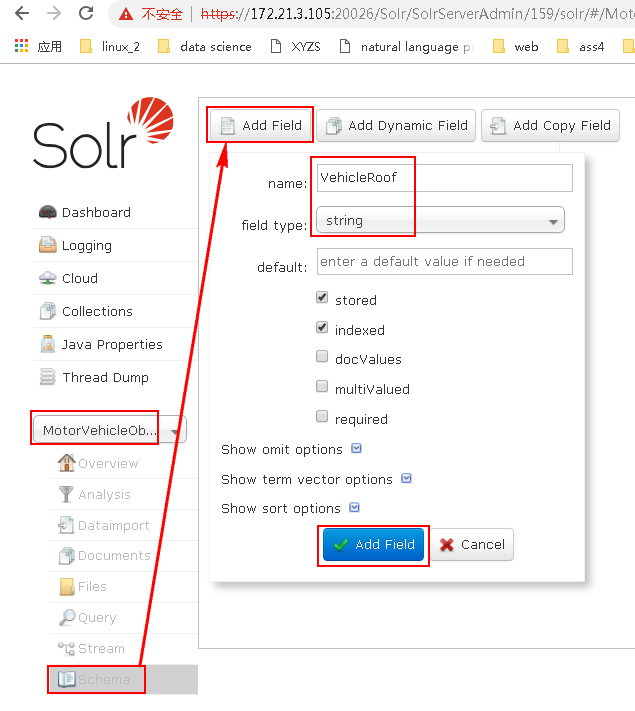 不安全 | https://172.21.3.105:20026/Solr/SolrServerAdmin/159/solr/#/Mot
应用 linux_2 data science XYZS natural language pr web ass4
Solr
Dashboard
Logging
Cloud
Collections
Java Properties
Thread Dump
MotorVehicleOb...
Overview
Analysis
Dataimport
Documents
Files
Query
Stream
Schema
Add Field Add Dynamic Field Add Copy Field
name: VehicleRoof
field type: string
default: enter a default value if needed
stored
indexed
docValues
multiValued
required
Show omit options
Show term vector options
Show sort options
Add Field Cancel